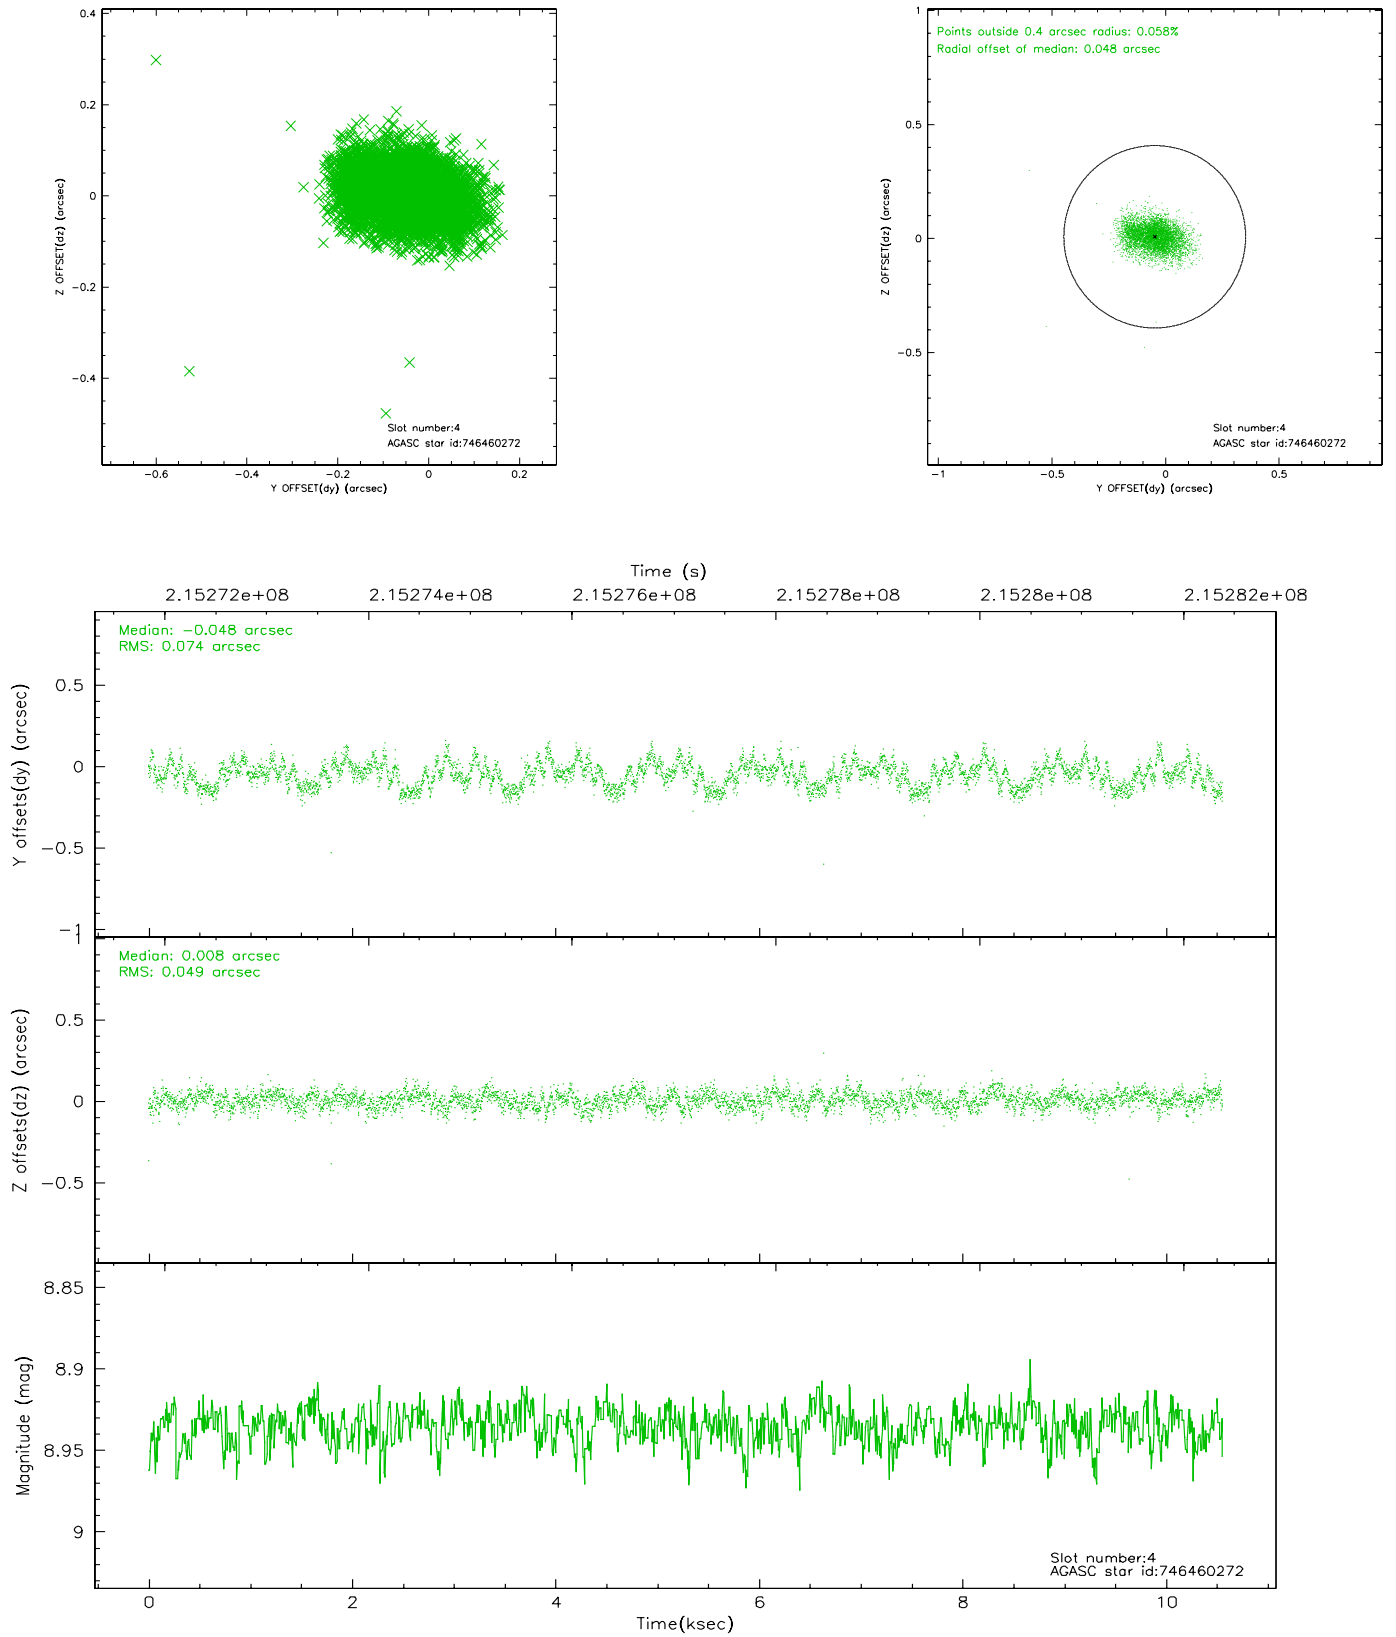 0.4
0.2
0
−0.2
−0.4
Z OFFSET(dz) (arcsec)
Slot number:4
AGASC star id:746460272
−0.6 −0.4 −0.2 0 0.2
Y OFFSET(dy) (arcsec)
Points outside 0.4 arcsec radius: 0.058%
Radial offset of median: 0.048 arcsec
1
0.5
0
−0.5
Z OFFSET(dz) (arcsec)
Slot number:4
AGASC star id:746460272
−1 −0.5 0 0.5
Y OFFSET(dy) (arcsec)
Time (s)
2.15272e+08 2.15274e+08 2.15276e+08 2.15278e+08 2.1528e+08 2.15282e+08
Median: −0.048 arcsec
RMS: 0.074 arcsec
0.5
0
−0.5
−1
Y offsets(dy) (arcsec)
Median: 0.008 arcsec
RMS: 0.049 arcsec
1
0.5
0
−0.5
Z offsets(dz) (arcsec)
8.85
8.9
8.95
9
Magnitude (mag)
Slot number:4
AGASC star id:746460272
0 2 4 6 8 10
Time(ksec)